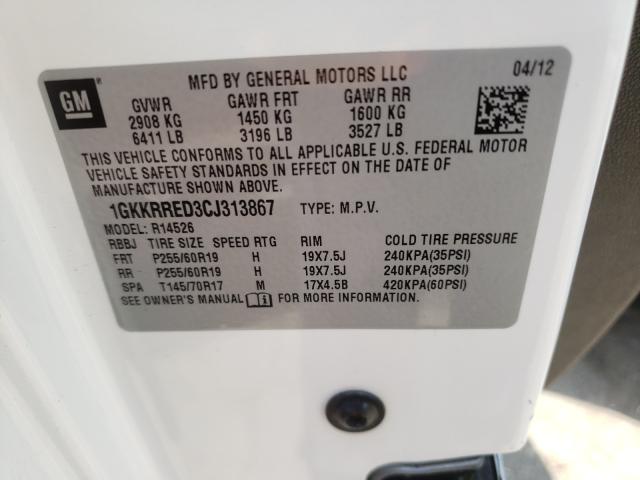 MFD BY GENERAL MOTORS LLC 04/12
GM
GVWR GAWR FRT GAWR RR
2908 KG 1450 KG 1600 KG
6411 LB 3196 LB 3527 LB
THIS VEHICLE CONFORMS TO ALL APPLICABLE U.S. FEDERAL MOTOR
VEHICLE SAFETY STANDARDS IN EFFECT ON THE DATE OF
MANUFACTURE SHOWN ABOVE.
1GKKRRED3CJ313867 TYPE: M.P.V.
MODEL: R14526
RBBJ TIRE SIZE SPEED RTG RIM COLD TIRE PRESSURE
FRT P255/60R19 H 19X7.5J 240KPA(35PSI)
RR P255/60R19 H 19X7.5J 240KPA(35PSI)
SPA T145/70R17 M 17X4.5B 420KPA(60PSI)
SEE OWNER'S MANUAL FOR MORE INFORMATION.